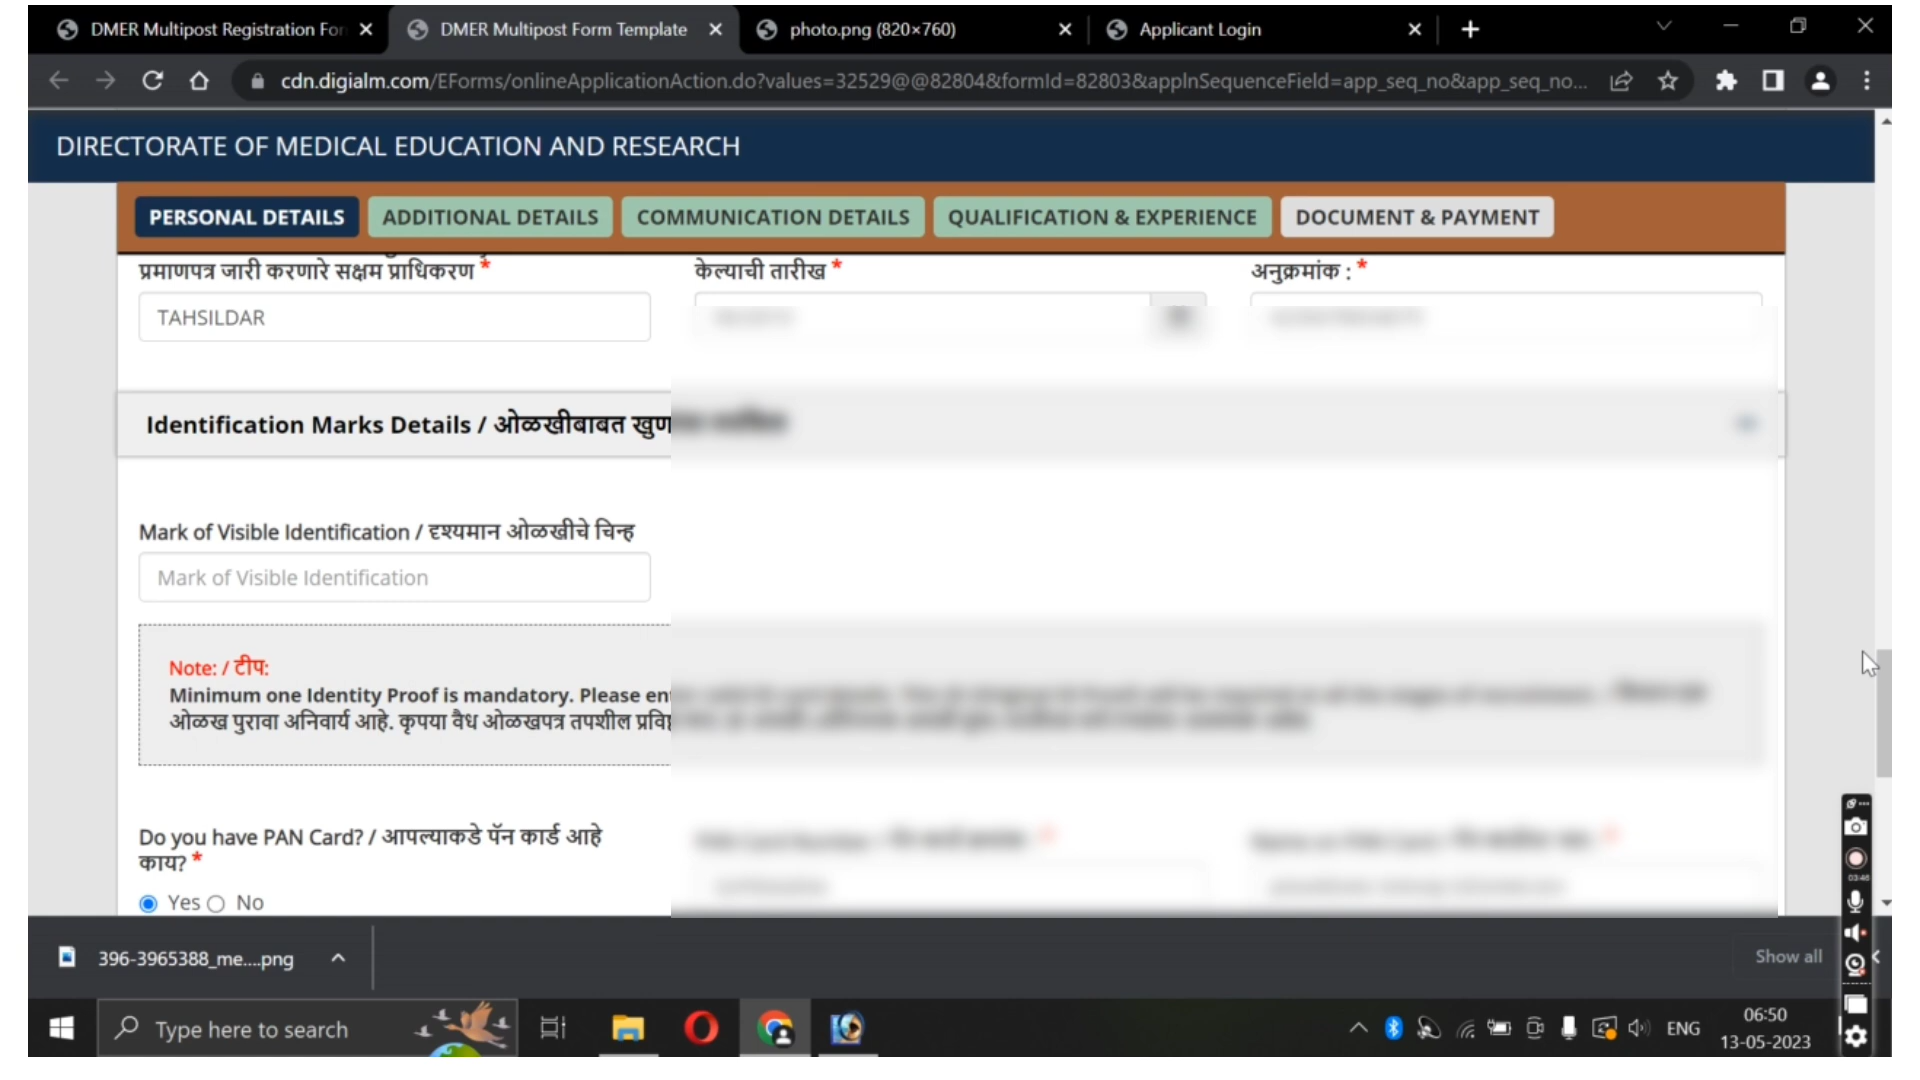 DMER Multipost Registration For
DMER Multipost Form Template
photo.png (820×760)
Applicant Login
cdn.digialm.com/EForms/onlineApplicationAction.do?values=32529@@82804&formId=82803&applnSequenceField=app_seq_no&app_seq_no...
DIRECTORATE OF MEDICAL EDUCATION AND RESEARCH
PERSONAL DETAILS
ADDITIONAL DETAILS
COMMUNICATION DETAILS
QUALIFICATION & EXPERIENCE
DOCUMENT & PAYMENT
प्रमाणपत्र जारी करणारे सक्षम प्राधिकरण *
केल्याची तारीख *
अनुक्रमांक : *
TAHSILDAR
Identification Marks Details / ओळखीबाबत खुण
Mark of Visible Identification / दृश्यमान ओळखीचे चिन्ह
Mark of Visible Identification
Note: / टीप:
Minimum one Identity Proof is mandatory. Please en
ओळख पुरावा अनिवार्य आहे. कृपया वैध ओळखपत्र तपशील
Do you have PAN Card? / आपल्याकडे पॅन कार्ड आहे
काय? *
Yes No
396-3965388_me....png
Show all
03:46
Type here to search
ENG
06:50
13-05-2023